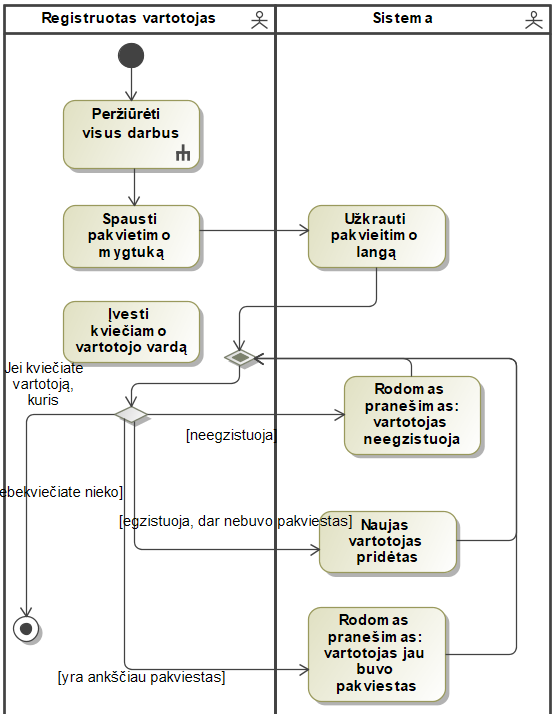 Registruotas vartotojas
Sistema
Peržiūrėti
visus darbus
Spausti
pakvietimo
mygtuką
Užkrauti
pakvieitimo
langą
Įvesti
kviečiamo
vartotojo vardą
Jei kviečiate
vartotoją,
kuris
Rodomas
pranešimas:
vartotojas
neegzistuoja
[neegzistuoja]
ebekviečiate nieko]
[egzistuoja, dar nebuvo pakviestas]
Naujas
vartotojas
pridėtas
Rodomas
pranešimas:
vartotojas jau
buvo
pakviestas
[yra ankščiau pakviestas]